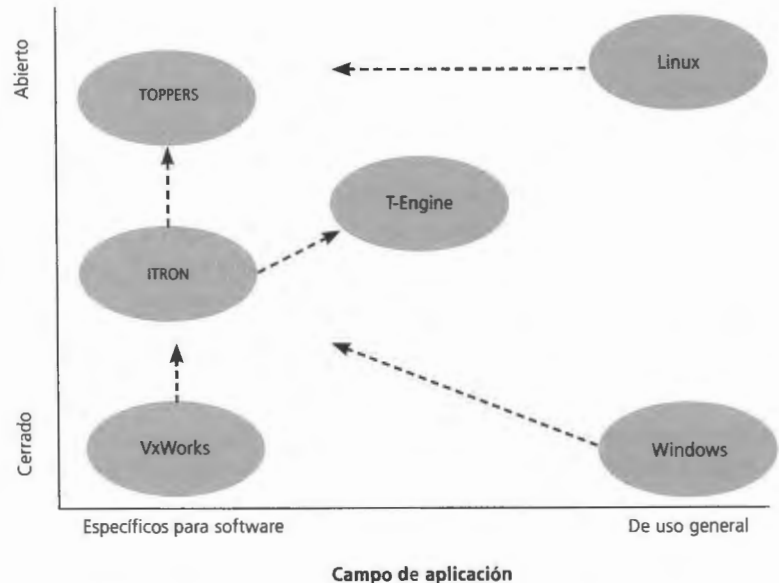 Abierto
Linux
TOPPERS
T-Engine
ITRON
Cerrado
VxWorks
Windows
Específicos para software
De uso general
Campo de aplicación